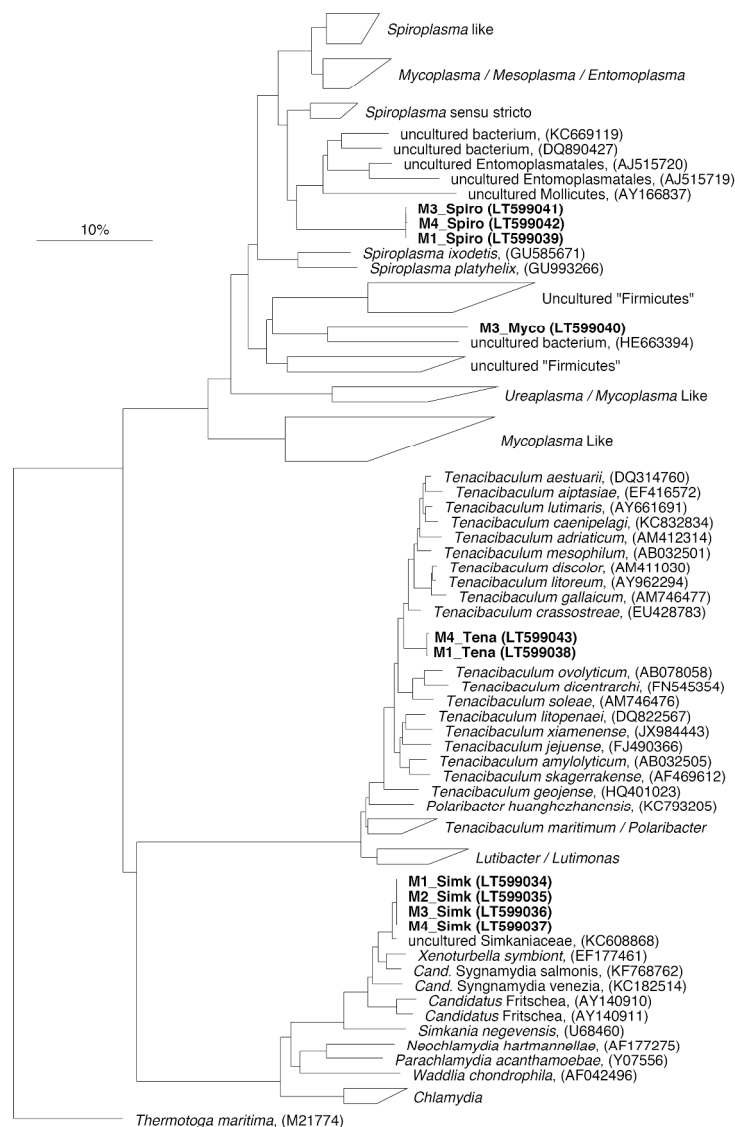 Spiroplasma like
Mycoplasma / Mesoplasma / Entomoplasma
Spiroplasma sensu stricto
uncultured bacterium, (KC669119)
uncultured bacterium, (DQ890427)
uncultured Entomoplasmatales, (AJ515720)
uncultured Entomoplasmatales, (AJ515719)
uncultured Mollicutes, (AY166837)
M3_Spiro (LT599041)
M4_Spiro (LT599042)
10%
M1_Spiro (LT599039)
Spiroplasma ixodetis, (GU585671)
Spiroplasma platyhelix, (GU993266)
Uncultured "Firmicutes"
M3_Myco (LT599040)
uncultured bacterium, (HE663394)
uncultured "Firmicutes"
Ureaplasma / Mycoplasma Like
Mycoplasma Like
Tenacibaculum aestuarii, (DQ314760)
Tenacibaculum aiptasiae, (EF416572)
Tenacibaculum lutimaris, (AY661691)
Tenacibaculum caenipelagi, (KC832834)
Tenacibaculum adriaticum, (AM412314)
Tenacibaculum mesophilum, (AB032501)
Tenacibaculum discolor, (AM411030)
Tenacibaculum litoreum, (AY962294)
Tenacibaculum gallaicum, (AM746477)
Tenacibaculum crassostreae, (EU428783)
M4_Tena (LT599043)
M1_Tena (LT599038)
Tenacibaculum ovolyticum, (AB078058)
Tenacibaculum dicentrarchi, (FN545354)
Tenacibaculum soleae, (AM746476)
Tenacibaculum litopenaei, (DQ822567)
Tenacibaculum xiamenense, (JX984443)
Tenacibaculum jejuense, (FJ490366)
Tenacibaculum amylolyticum, (AB032505)
Tenacibaculum skagerrakense, (AF469612)
Tenacibaculum geojense, (HQ401023)
Polaribacter huanghezhanensis, (KC793205)
Tenacibaculum maritimum / Polaribacter
Lutibacter / Lutimonas
M1_Simk (LT599034)
M2_Simk (LT599035)
M3_Simk (LT599036)
M4_Simk (LT599037)
uncultured Simkaniaceae, (KC608868)
Xenoturbella symbiont, (EF177461)
Cand. Sygnamydia salmonis, (KF768762)
Cand. Syngnamydia venezia, (KC182514)
Candidatus Fritschea, (AY140910)
Candidatus Fritschea, (AY140911)
Simkania negevensis, (U68460)
Neochlamydia hartmannellae, (AF177275)
Parachlamydia acanthamoebae, (Y07556)
Waddlia chondrophila, (AF042496)
Chlamydia
Thermotoga maritima, (M21774)